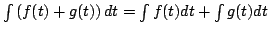 ∫ (f(t) + g(t)) dt = ∫ f(t)dt + ∫ g(t)dt